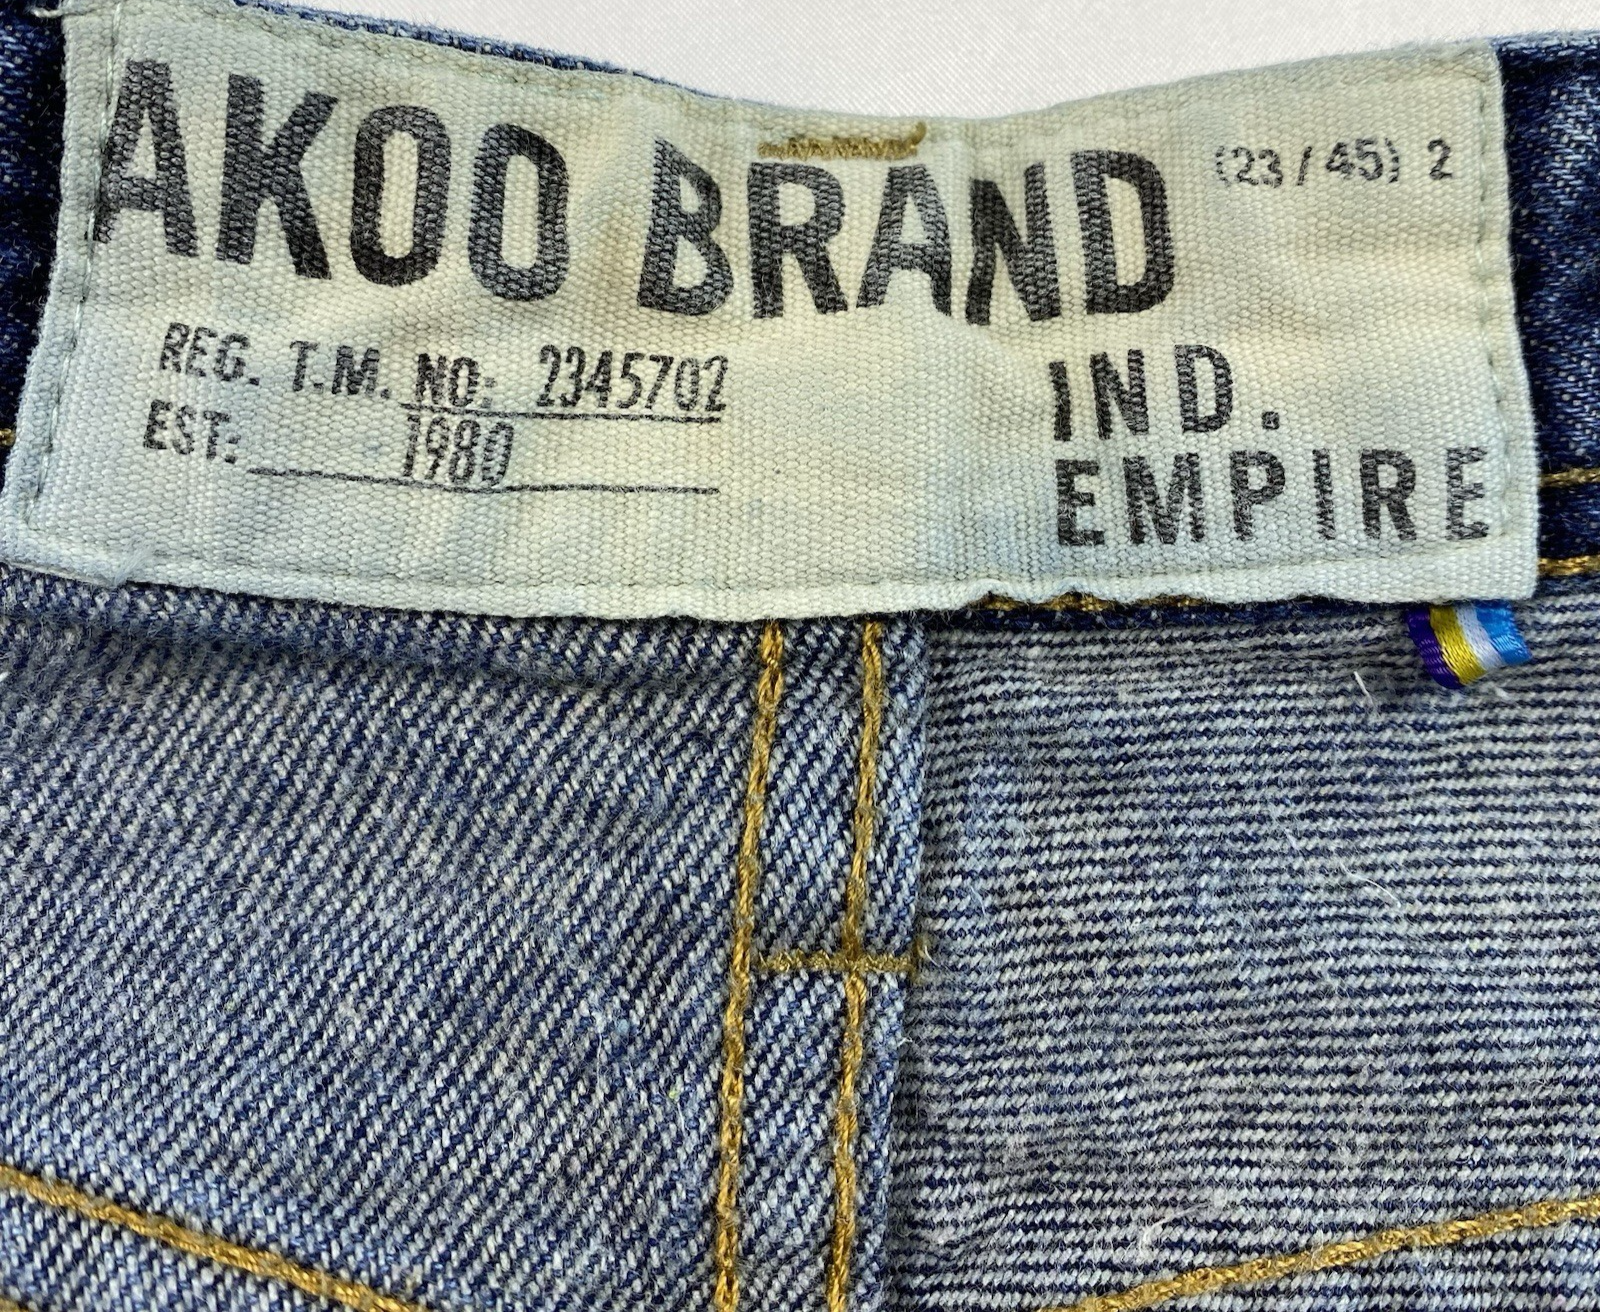 AKOO BRAND (23/45) 2
REG. T.M. NO: 2345702
EST: 1980
IND.
EMPIRE